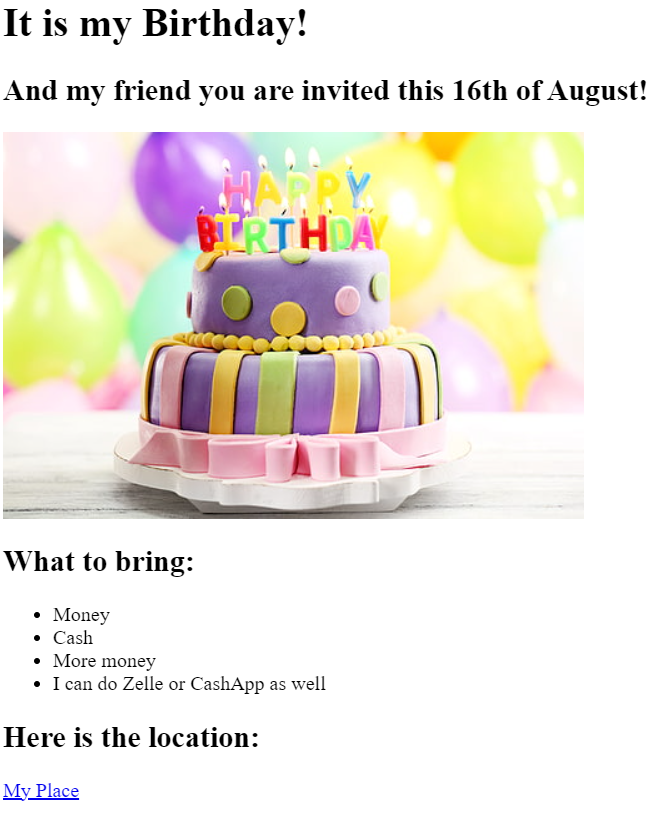 It is my Birthday!
And my friend you are invited this 16th of August!
HAPPY
BIRTHDAY
What to bring:
Money
Cash
More money
I can do Zelle or CashApp as well
Here is the location:
My Place